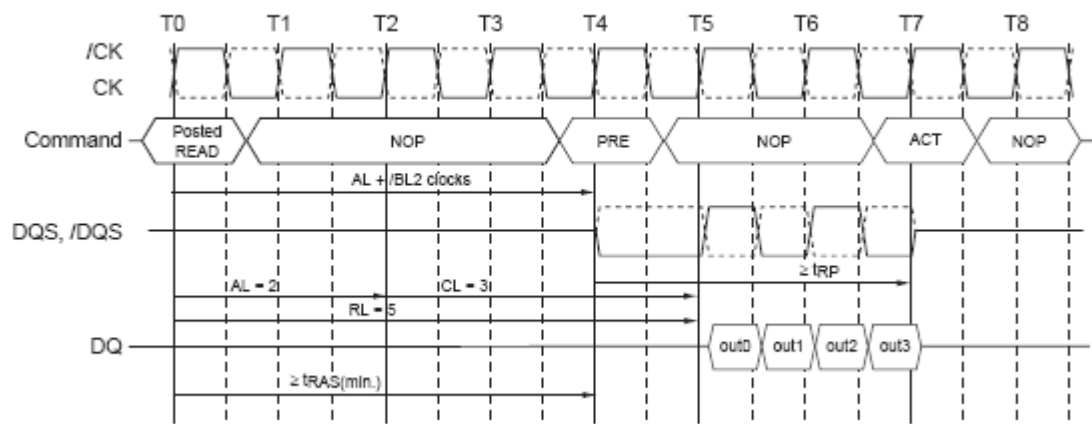 T0 T1 T2 T3 T4 T5 T6 T7 T8
/CK
CK
Command
Posted
READ
NOP
PRE
NOP
ACT
NOP
AL + /BL2 clocks
DQS, /DQS
≥ tRP
AL = 2
CL = 3
RL = 5
DQ
out0 out1 out2 out3
≥ tRAS(min.)